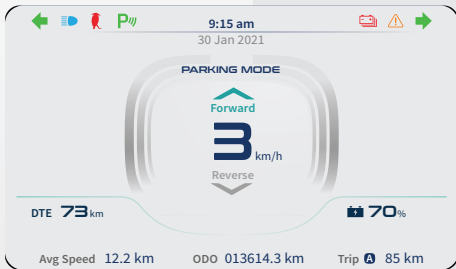 P
9:15 am
30 Jan 2021
PARKING MODE
Forward
3 km/h
Reverse
DTE 73 km
70%
Avg Speed 12.2 km
ODO 013614.3 km
Trip A 85 km